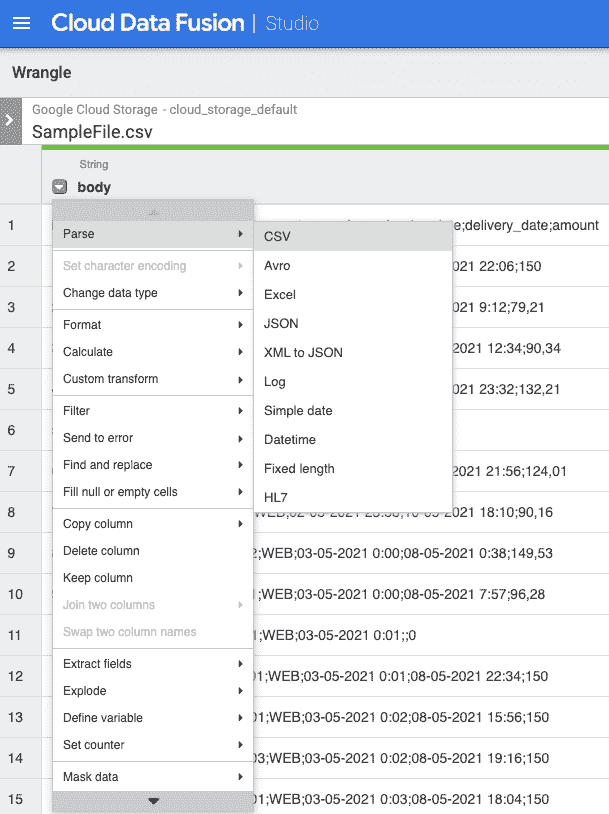 Cloud Data Fusion | Studio
Wrangle
Google Cloud Storage - cloud_storage_default
SampleFile.csv
String
body
1 e;delivery_date;amount
Parse CSV
2 021 22:06;150
Set character encoding Avro
Change data type Excel
3 021 9:12;79,21
Format JSON
4 2021 12:34;90,34
Calculate XML to JSON
Custom transform Log
5 2021 23:32;132,21
Filter Simple date
6
Send to error Datetime
Find and replace Fixed length
7 2021 21:56;124,01
Fill null or empty cells HL7
8 021 18:10;90,16
Copy column
9 2;WEB;03-05-2021 0:00;08-05-2021 0:38;149,53
Delete column
Keep column
10 1;WEB;03-05-2021 0:00;08-05-2021 7:57;96,28
Join two columns
11 1;WEB;03-05-2021 0:01;;0
Swap two column names
Extract fields
12 01;WEB;03-05-2021 0:01;08-05-2021 22:34;150
Explode
13 01;WEB;03-05-2021 0:02;08-05-2021 15:56;150
Define variable
Set counter
14 03;WEB;03-05-2021 0:02;08-05-2021 19:16;150
Mask data
15 01;WEB;03-05-2021 0:03;08-05-2021 18:04;150